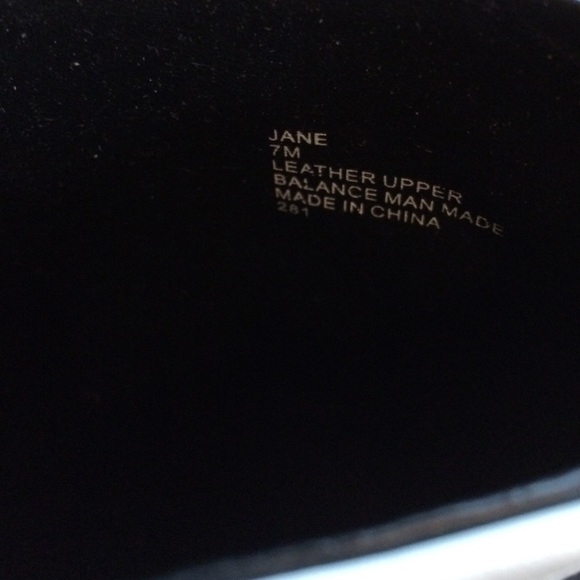 JANE
7M
LEATHER UPPER
BALANCE MAN MADE
MADE IN CHINA
281